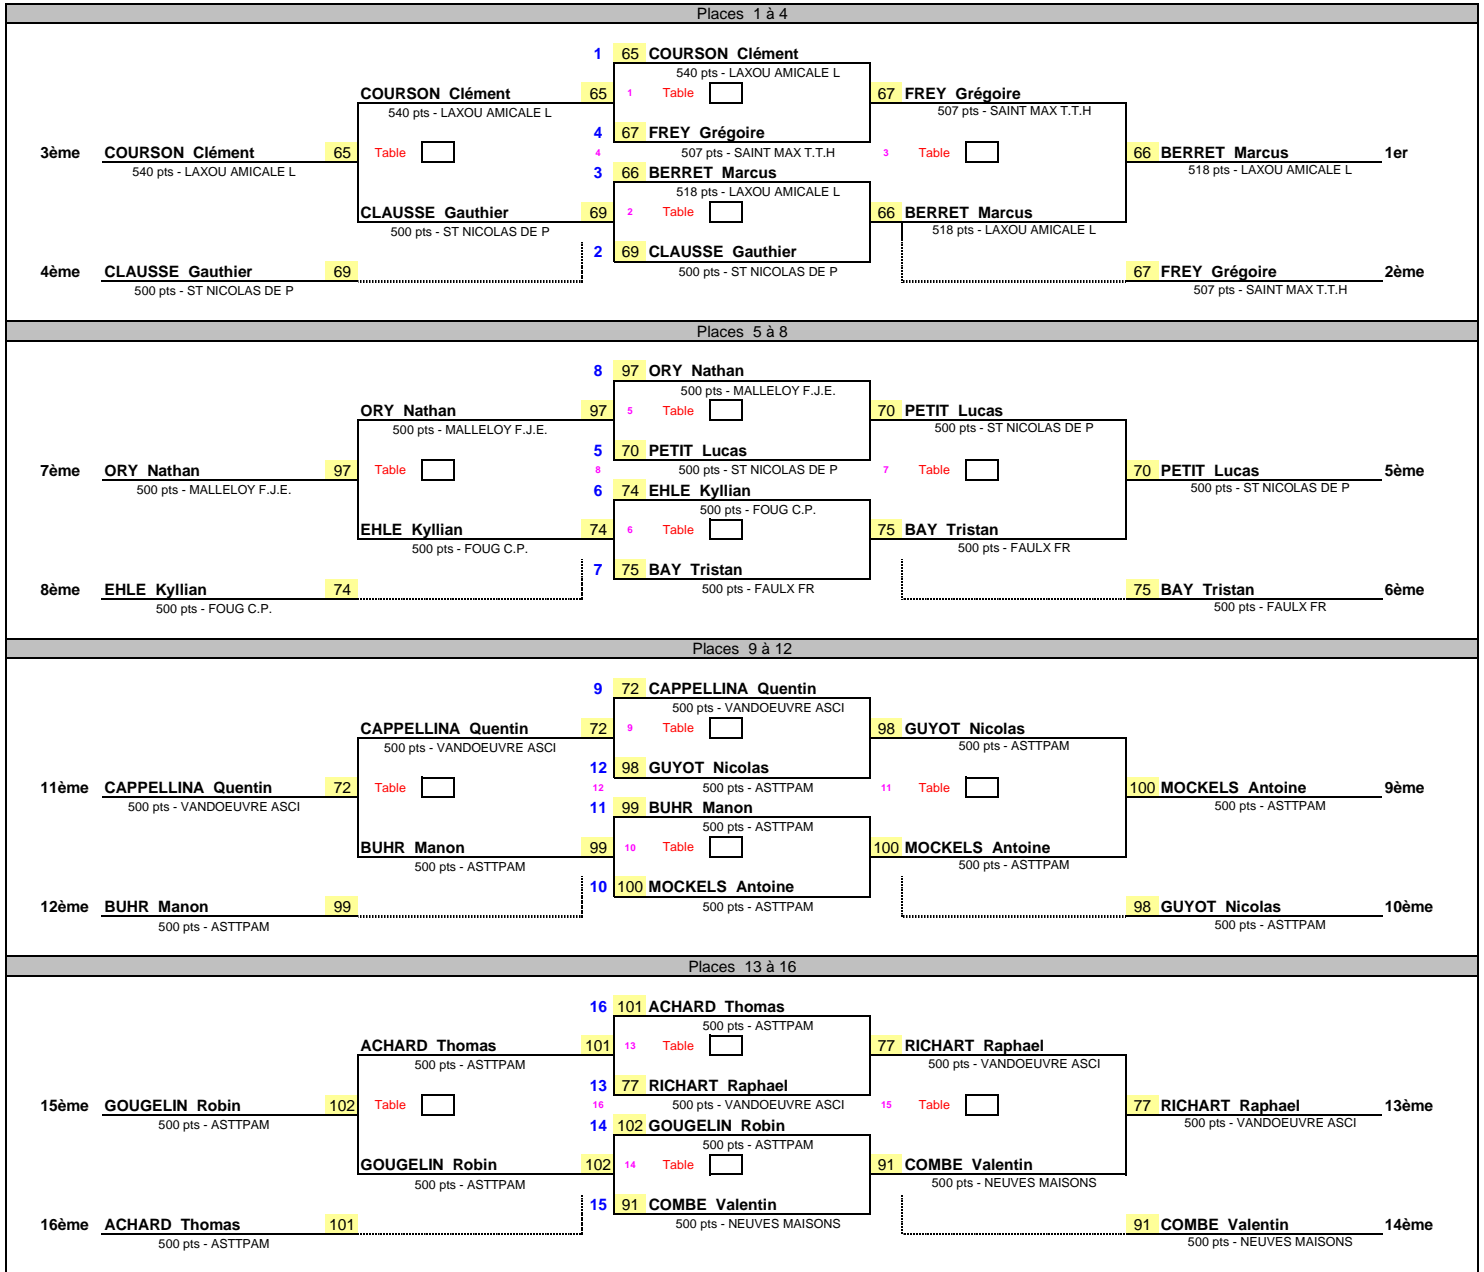 Places 1 à 4
1 65 COURSON Clément
540 pts - LAXOU AMICALE L
COURSON Clément 65 1 Table 67 FREY Grégoire
540 pts - LAXOU AMICALE L 507 pts - SAINT MAX T.T.H
4 67 FREY Grégoire
3ème COURSON Clément 65 Table 4 507 pts - SAINT MAX T.T.H 3 Table 66 BERRET Marcus 1er
540 pts - LAXOU AMICALE L 3 66 BERRET Marcus 518 pts - LAXOU AMICALE L
518 pts - LAXOU AMICALE L
CLAUSSE Gauthier 69 2 Table 66 BERRET Marcus
500 pts - ST NICOLAS DE P 518 pts - LAXOU AMICALE L
2 69 CLAUSSE Gauthier
4ème CLAUSSE Gauthier 69 500 pts - ST NICOLAS DE P 67 FREY Grégoire 2ème
500 pts - ST NICOLAS DE P 507 pts - SAINT MAX T.T.H
Places 5 à 8
8 97 ORY Nathan
500 pts - MALLELOY F.J.E.
ORY Nathan 97 5 Table 70 PETIT Lucas
500 pts - MALLELOY F.J.E. 500 pts - ST NICOLAS DE P
5 70 PETIT Lucas
7ème ORY Nathan 97 Table 8 500 pts - ST NICOLAS DE P 7 Table 70 PETIT Lucas 5ème
500 pts - MALLELOY F.J.E. 6 74 EHLE Kyllian 500 pts - ST NICOLAS DE P
500 pts - FOUG C.P.
EHLE Kyllian 74 6 Table 75 BAY Tristan
500 pts - FOUG C.P. 500 pts - FAULX FR
7 75 BAY Tristan
8ème EHLE Kyllian 74 500 pts - FAULX FR 75 BAY Tristan 6ème
500 pts - FOUG C.P. 500 pts - FAULX FR
Places 9 à 12
9 72 CAPPELLINA Quentin
500 pts - VANDOEUVRE ASCI
CAPPELLINA Quentin 72 9 Table 98 GUYOT Nicolas
500 pts - VANDOEUVRE ASCI 500 pts - ASTTPAM
12 98 GUYOT Nicolas
11ème CAPPELLINA Quentin 72 Table 12 500 pts - ASTTPAM 11 Table 100 MOCKELS Antoine 9ème
500 pts - VANDOEUVRE ASCI 11 99 BUHR Manon 500 pts - ASTTPAM
500 pts - ASTTPAM
BUHR Manon 99 10 Table 100 MOCKELS Antoine
500 pts - ASTTPAM 500 pts - ASTTPAM
10 100 MOCKELS Antoine
12ème BUHR Manon 99 500 pts - ASTTPAM 98 GUYOT Nicolas 10ème
500 pts - ASTTPAM 500 pts - ASTTPAM
Places 13 à 16
16 101 ACHARD Thomas
500 pts - ASTTPAM
ACHARD Thomas 101 13 Table 77 RICHART Raphael
500 pts - ASTTPAM 500 pts - VANDOEUVRE ASCI
13 77 RICHART Raphael
15ème GOUGELIN Robin 102 Table 16 500 pts - VANDOEUVRE ASCI 15 Table 77 RICHART Raphael 13ème
500 pts - ASTTPAM 14 102 GOUGELIN Robin 500 pts - VANDOEUVRE ASCI
500 pts - ASTTPAM
GOUGELIN Robin 102 14 Table 91 COMBE Valentin
500 pts - ASTTPAM 500 pts - NEUVES MAISONS
15 91 COMBE Valentin
16ème ACHARD Thomas 101 500 pts - NEUVES MAISONS 91 COMBE Valentin 14ème
500 pts - ASTTPAM 500 pts - NEUVES MAISONS